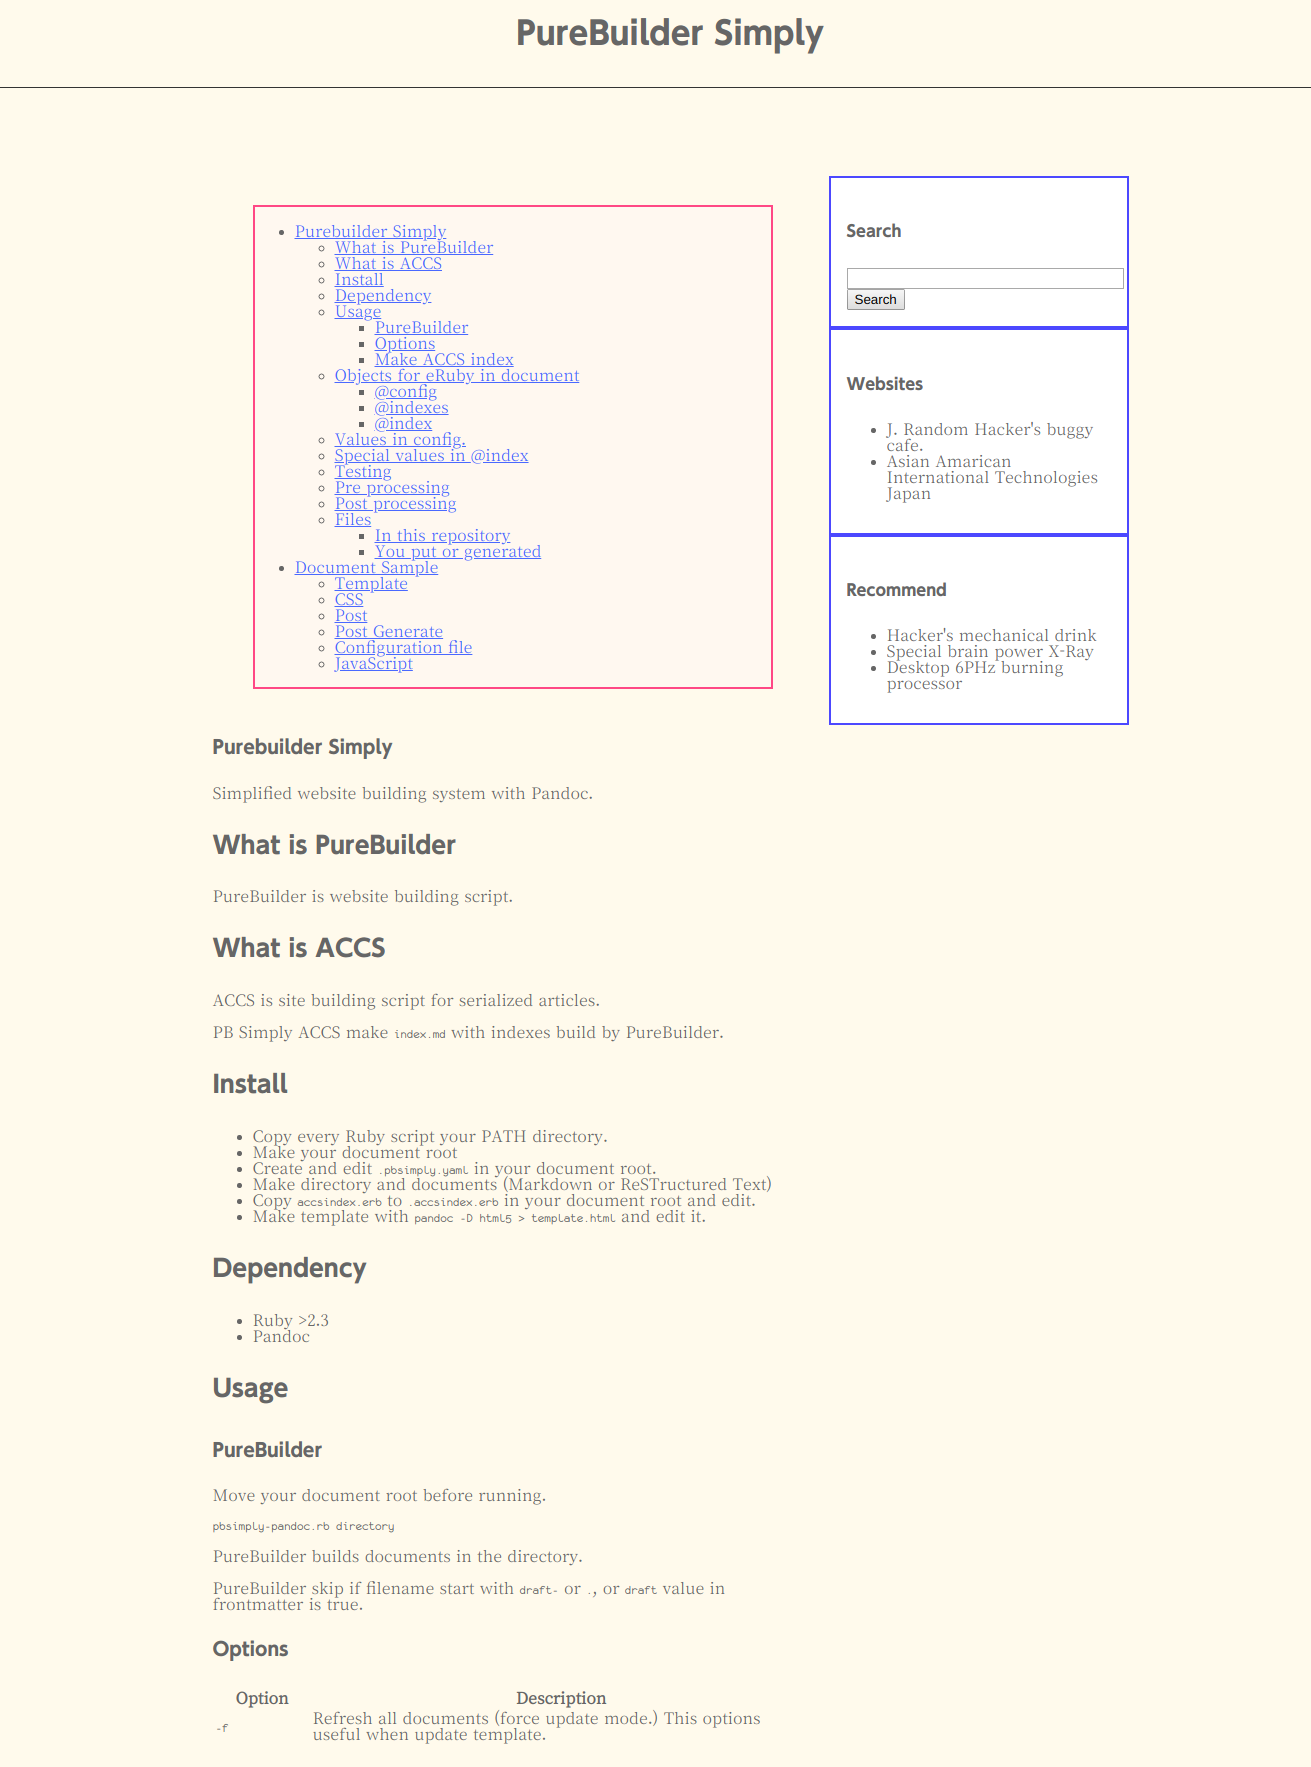 PureBuilder Simply
Purebuilder Simply
What is PureBuilder
What is ACCS
Install
Dependency
Usage
PureBuilder
Options
Make ACCS index
Objects for eRuby in document
@config
@indexes
@index
Values in config.
Special values in @index
Testing
Pre processing
Post processing
Files
In this repository
You put or generated
Document Sample
Template
CSS
Post
Post Generate
Configuration file
JavaScript
Search
Search
Websites
J. Random Hacker's buggy
cafe.
Asian Amarican
International Technologies
Japan
Recommend
Hacker's mechanical drink
Special brain power X-Ray
Desktop 6PHz burning
processor
Purebuilder Simply
Simplified website building system with Pandoc.
What is PureBuilder
PureBuilder is website building script.
What is ACCS
ACCS is site building script for serialized articles.
PB Simply ACCS make index.md with indexes build by PureBuilder.
Install
Copy every Ruby script your PATH directory.
Make your document root
Create and edit .pbsimply.yaml in your document root.
Make directory and documents (Markdown or ReSTructured Text)
Copy accsindex.erb to .accsindex.erb in your document root and edit.
Make template with pandoc -D html5 > template.html and edit it.
Dependency
Ruby >2.3
Pandoc
Usage
PureBuilder
Move your document root before running.
pbsimply-pandoc.rb directory
PureBuilder builds documents in the directory.
PureBuilder skip if filename start with draft- or ., or draft value in
frontmatter is true.
Options
Option Description
-f Refresh all documents (force update mode.) This options
useful when update template.